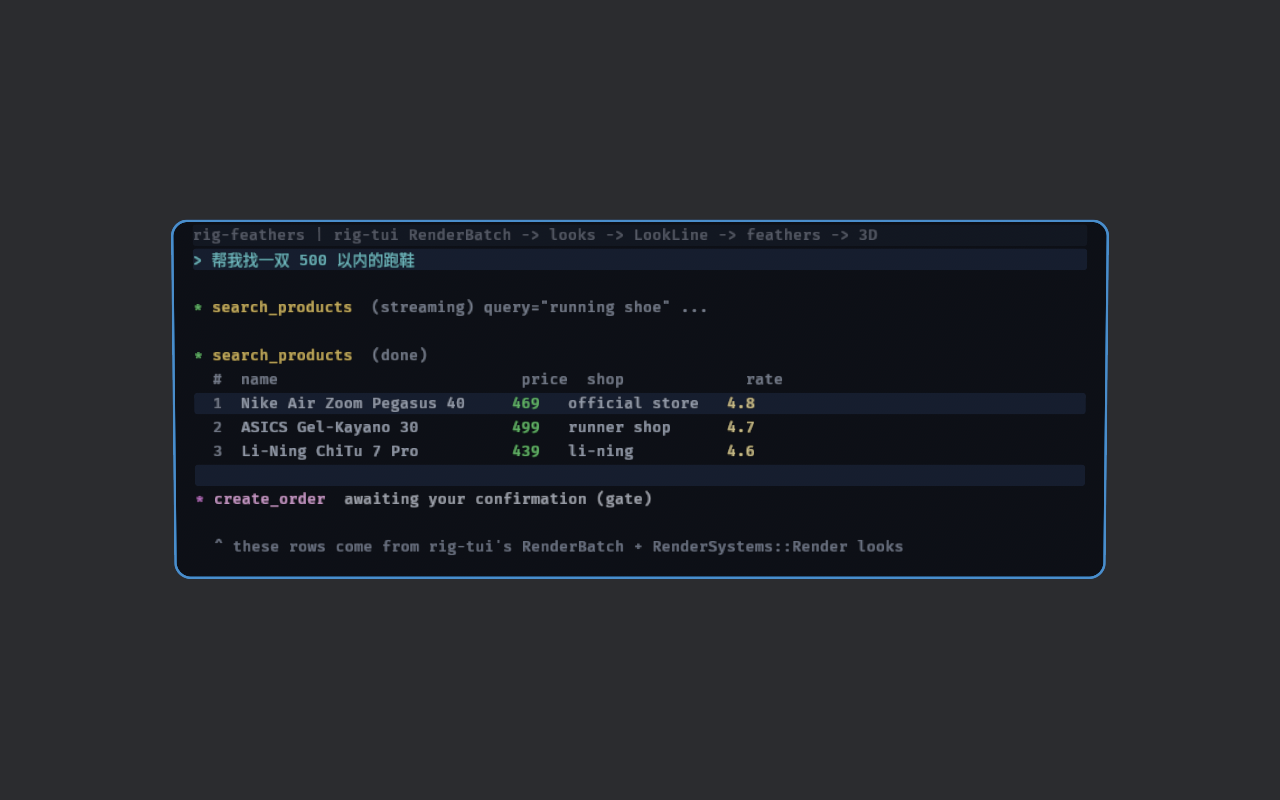 rig-feathers | rig-tui RenderBatch -> looks -> LookLine -> feathers -> 3D
> 帮我找一双 500 以内的跑鞋
* search_products (streaming) query="running shoe" ...
* search_products (done)
# name price shop rate
1 Nike Air Zoom Pegasus 40 469 official store 4.8
2 ASICS Gel-Kayano 30 499 runner shop 4.7
3 Li-Ning ChiTu 7 Pro 439 li-ning 4.6
* create_order awaiting your confirmation (gate)
^ these rows come from rig-tui's RenderBatch + RenderSystems::Render looks